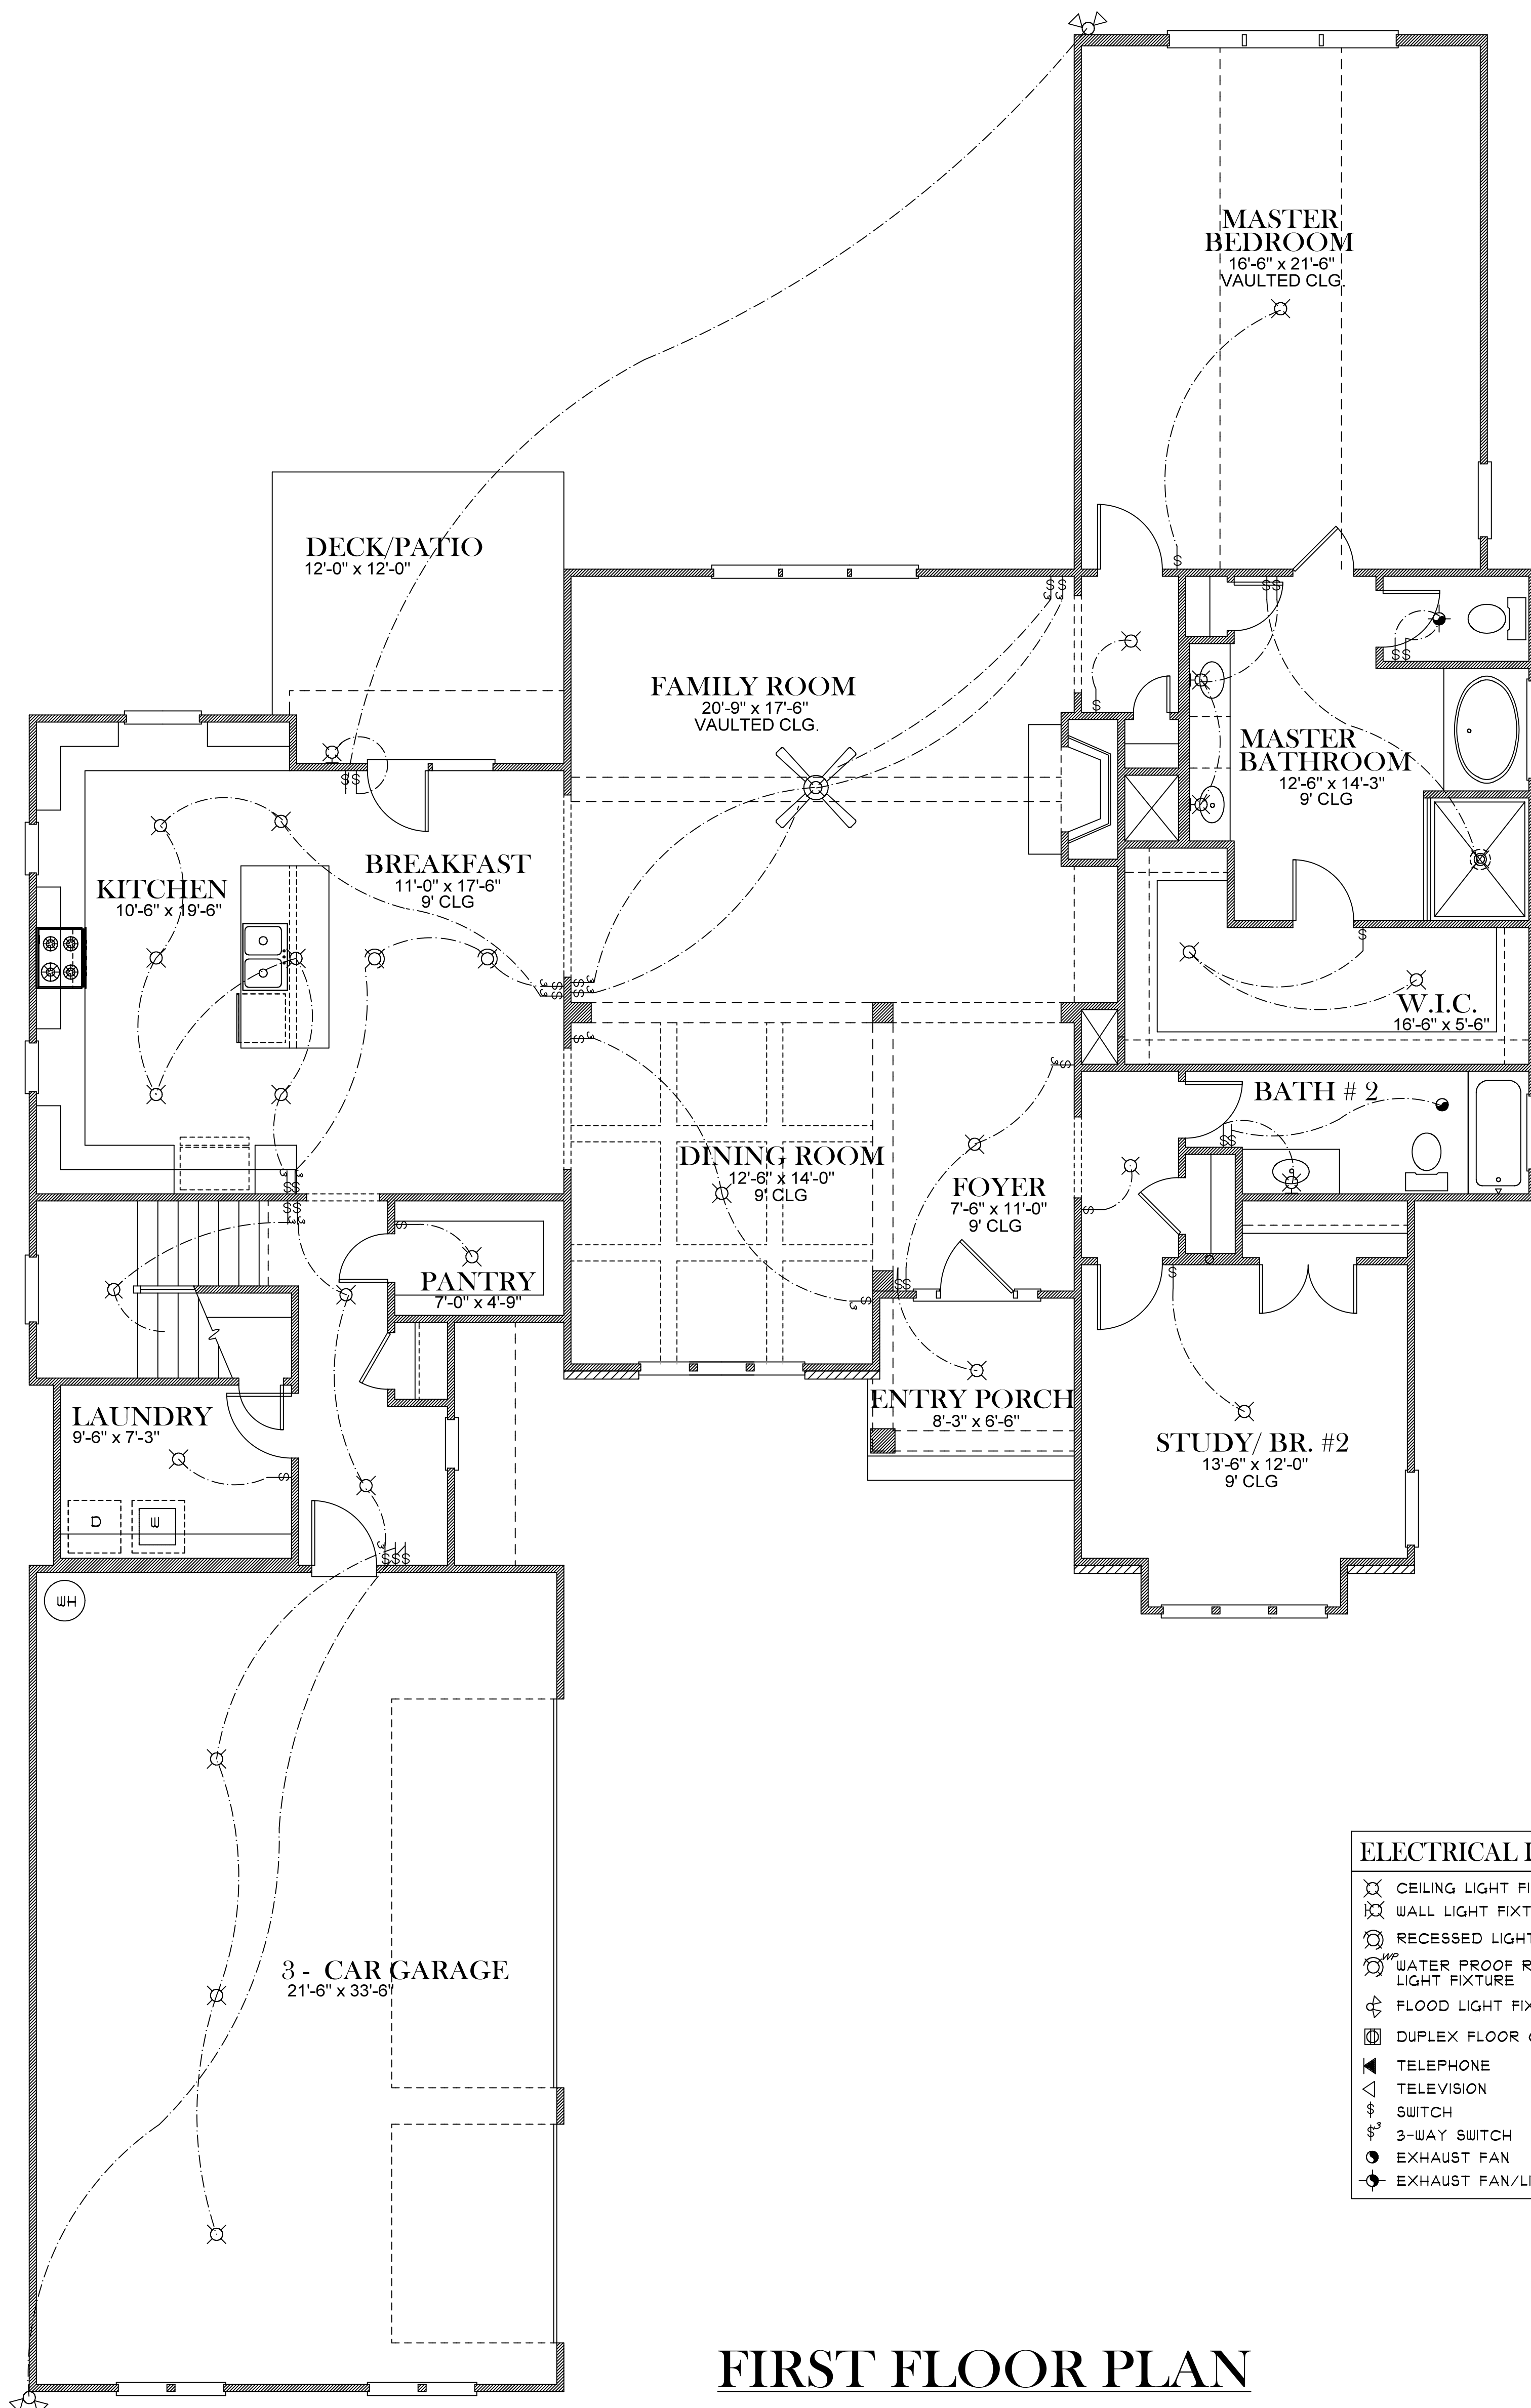 MASTER
BEDROOM
16'-6" x 21'-6"
VAULTED CLG.
DECK/PATIO
12'-0" x 12'-0"
FAMILY ROOM
20'-9" x 17'-6"
VAULTED CLG.
MASTER
BATHROOM
12'-6" x 14'-3"
9' CLG
BREAKFAST
11'-0" x 17'-6"
9' CLG
KITCHEN
10'-6" x 19'-6"
W.I.C.
16'-6" x 5'-6"
BATH # 2
DINING ROOM
12'-6" x 14'-0"
9' CLG
FOYER
7'-6" x 11'-0"
9' CLG
PANTRY
7'-0" x 4'-9"
ENTRY PORCH
8'-3" x 6'-6"
LAUNDRY
9'-6" x 7'-3"
D
W
STUDY/ BR. #2
13'-6" x 12'-0"
9' CLG
WH
3 - CAR GARAGE
21'-6" x 33'-6"
ELECTRICAL
CEILING LIGHT
WALL LIGHT
RECESSED LIGHT
WP
WATER PROOF
LIGHT FIXTURE
FLOOD LIGHT
DUPLEX FLOOR
TELEPHONE
TELEVISION
$ SWITCH
$3 3-WAY SWITCH
EXHAUST FAN
EXHAUST FAN/
FIRST FLOOR PLAN